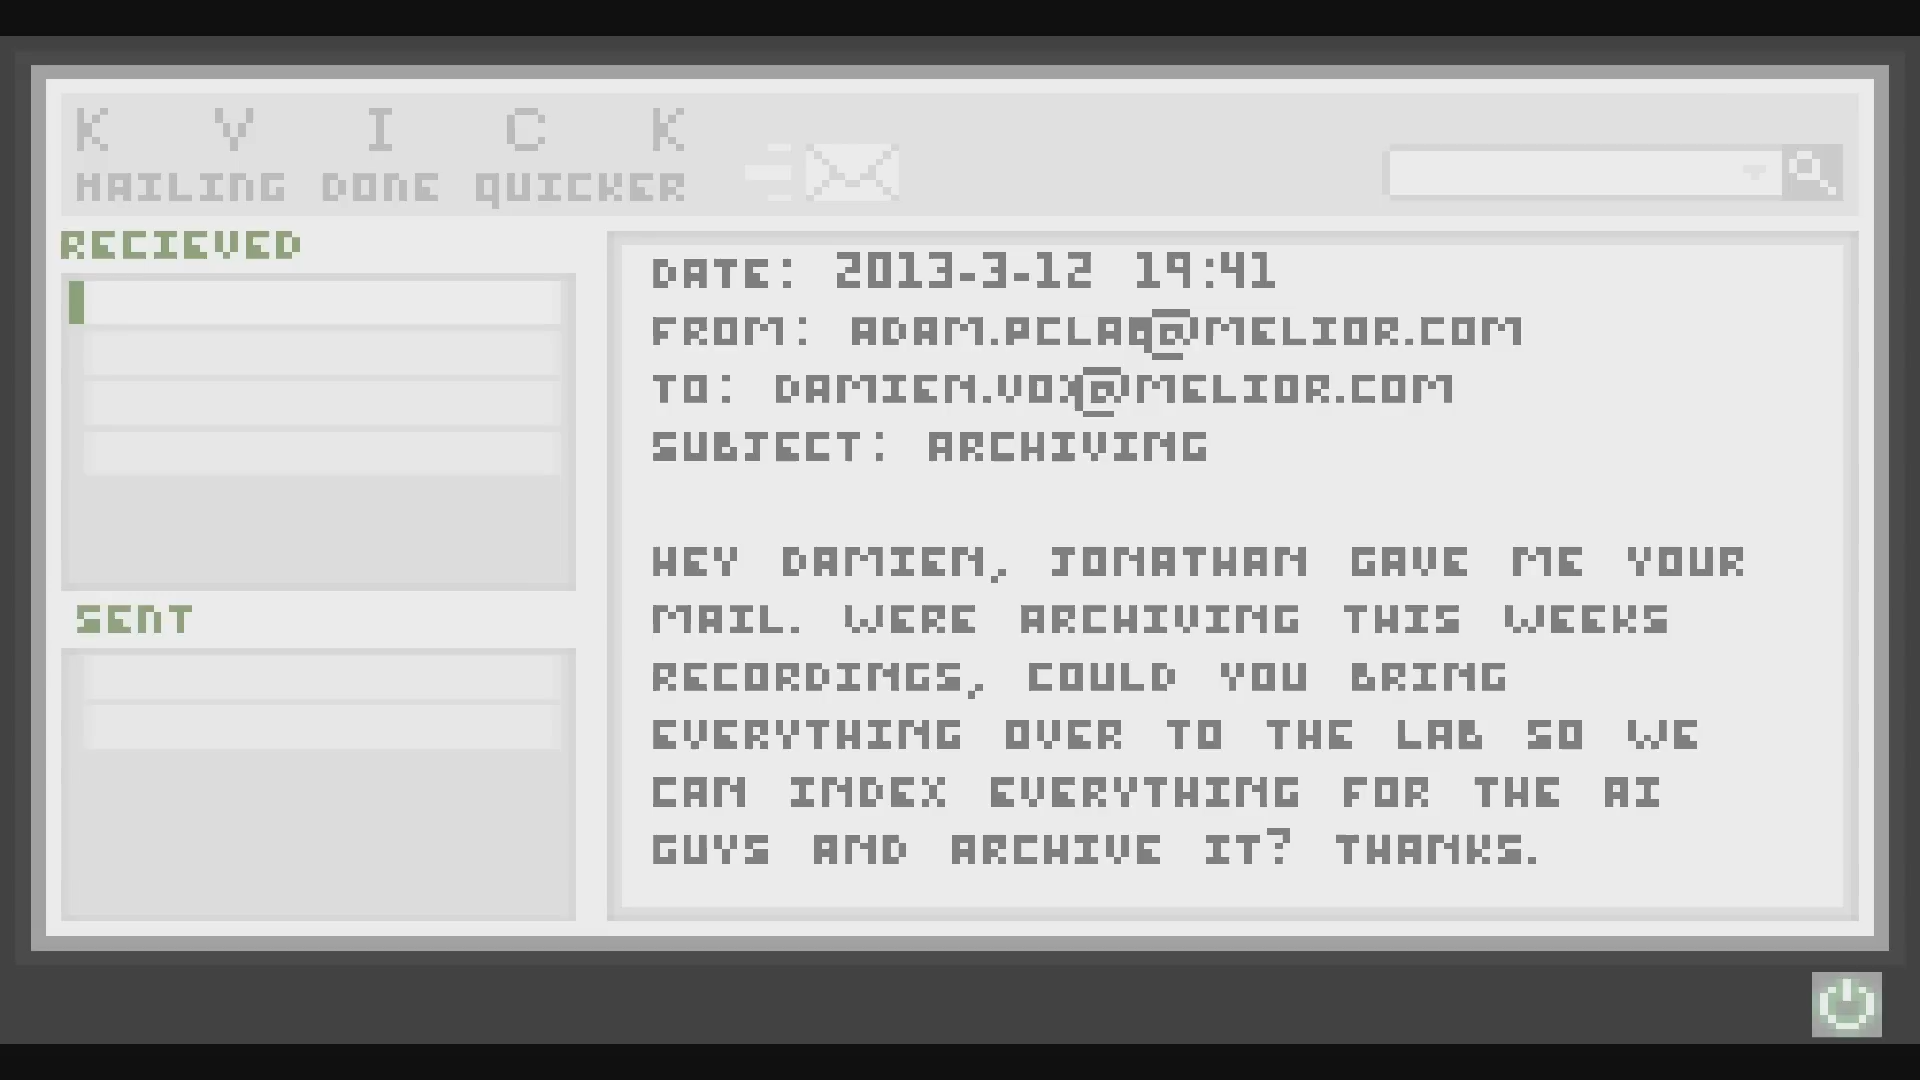 K V I C K
MAILING DONE QUICKER
RECIEVED
SENT
DATE: 2013-3-12 19:41
FROM: ADAM.PCLAQ@MELIOR.COM
TO: DAMIEN.VOX@MELIOR.COM
SUBJECT: ARCHIVING
HEY DAMIEN, JONATHAN GAVE ME YOUR
MAIL. WERE ARCHIVING THIS WEEKS
RECORDINGS, COULD YOU BRING
EVERYTHING OVER TO THE LAB SO WE
CAN INDEX EVERYTHING FOR THE AI
GUYS AND ARCHIVE IT? THANKS.